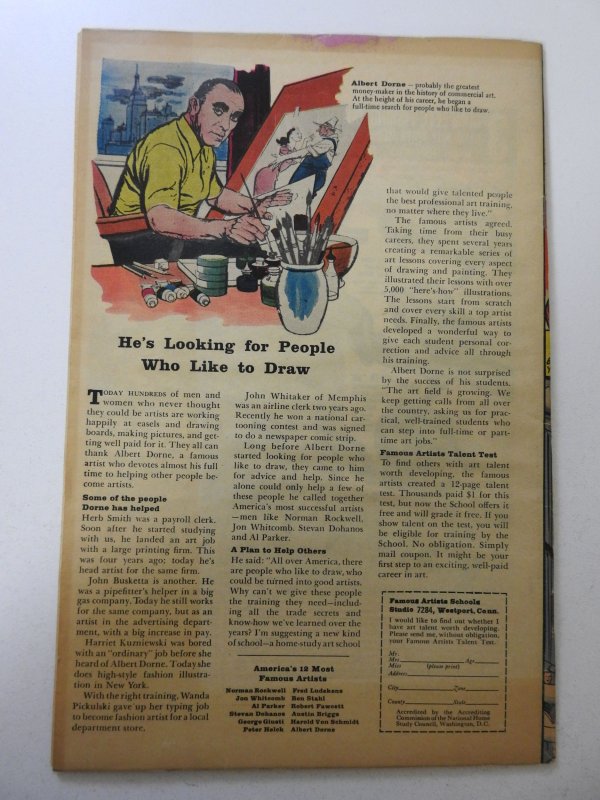 Albert Dorne — probably the greatest
money-maker in the history of commercial art.
At the height of his career, he began a
full-time search for people who like to draw.
He's Looking for People
Who Like to Draw
TODAY HUNDREDS of men and
women who never thought
they could be artists are working
happily at easels and drawing
boards, making pictures, and get-
ting well paid for it. They all can
thank Albert Dorne, a famous
artist who devotes almost his full
time to helping other people be-
come artists.
Some of the people
Dorne has helped
Herb Smith was a payroll clerk.
Soon after he started studying
with us, he landed an art job
with a large printing firm. This
was four years ago; today he's
head artist for the same firm.
John Busketta is another. He
was a pipefitter's helper in a big
gas company. Today he still works
for the same company, but as an
artist in the advertising depart-
ment, with a big increase in pay.
Harriet Kuzniewski was bored
with an "ordinary" job before she
heard of Albert Dorne. Today she
does high-style fashion illustra-
tion in New York.
With the right training, Wanda
Pickulski gave up her typing job
to become fashion artist for a local
department store.
John Whitaker of Memphis
was an airline clerk two years ago.
Recently he won a national car-
tooning contest and was signed
to do a newspaper comic strip.
Long before Albert Dorne
started looking for people who
like to draw, they came to him
for advice and help. Since he
alone could only help a few of
these people he called together
America's most successful artists
—men like Norman Rockwell,
Jon Whitcomb, Stevan Dohanos
and Al Parker.
A Plan to Help Others
He said: "All over America, there
are people who like to draw, who
could be turned into good artists.
Why can't we give these people
the training they need—includ-
ing all the trade secrets and
know-how we've learned over the
years? I'm suggesting a new kind
of school—a home-study art school
America's 12 Most
Famous Artists
Norman Rockwell Fred Ludekens
Jon Whitcomb Ben Stahl
Al Parker Robert Fawcett
Stevan Dohanos Austin Briggs
George Giusti Harold Von Schmidt
Peter Helck Albert Dorne
that would give talented people
the best professional art training,
no matter where they live."
The famous artists agreed.
Taking time from their busy
careers, they spent several years
creating a remarkable series of
art lessons covering every aspect
of drawing and painting. They
illustrated their lessons with over
5,000 "here's-how" illustrations.
The lessons start from scratch
and cover every skill a top artist
needs. Finally, the famous artists
developed a wonderful way to
give each student personal cor-
rection and advice all through
his training.
Albert Dorne is not surprised
by the success of his students.
"The art field is growing. We
keep getting calls from all over
the country, asking us for prac-
tical, well-trained students who
can step into full-time or part-
time art jobs."
Famous Artists Talent Test
To find others with art talent
worth developing, the famous
artists created a 12-page talent
test. Thousands paid $1 for this
test, but now the School offers it
free and will grade it free. If you
show talent on the test, you will
be eligible for training by the
School. No obligation. Simply
mail coupon. It might be your
first step to an exciting, well-paid
career in art.
Famous Artists Schools
Studio 7284, Westport, Conn.
I would like to find out whether I
have art talent worth developing.
Please send me, without obligation,
your Famous Artists Talent Test.
Mr.
Mrs. Age
Miss (please print)
Address
City Zone
County State
Accredited by the Accrediting
Commission of the National Home
Study Council, Washington, D.C.